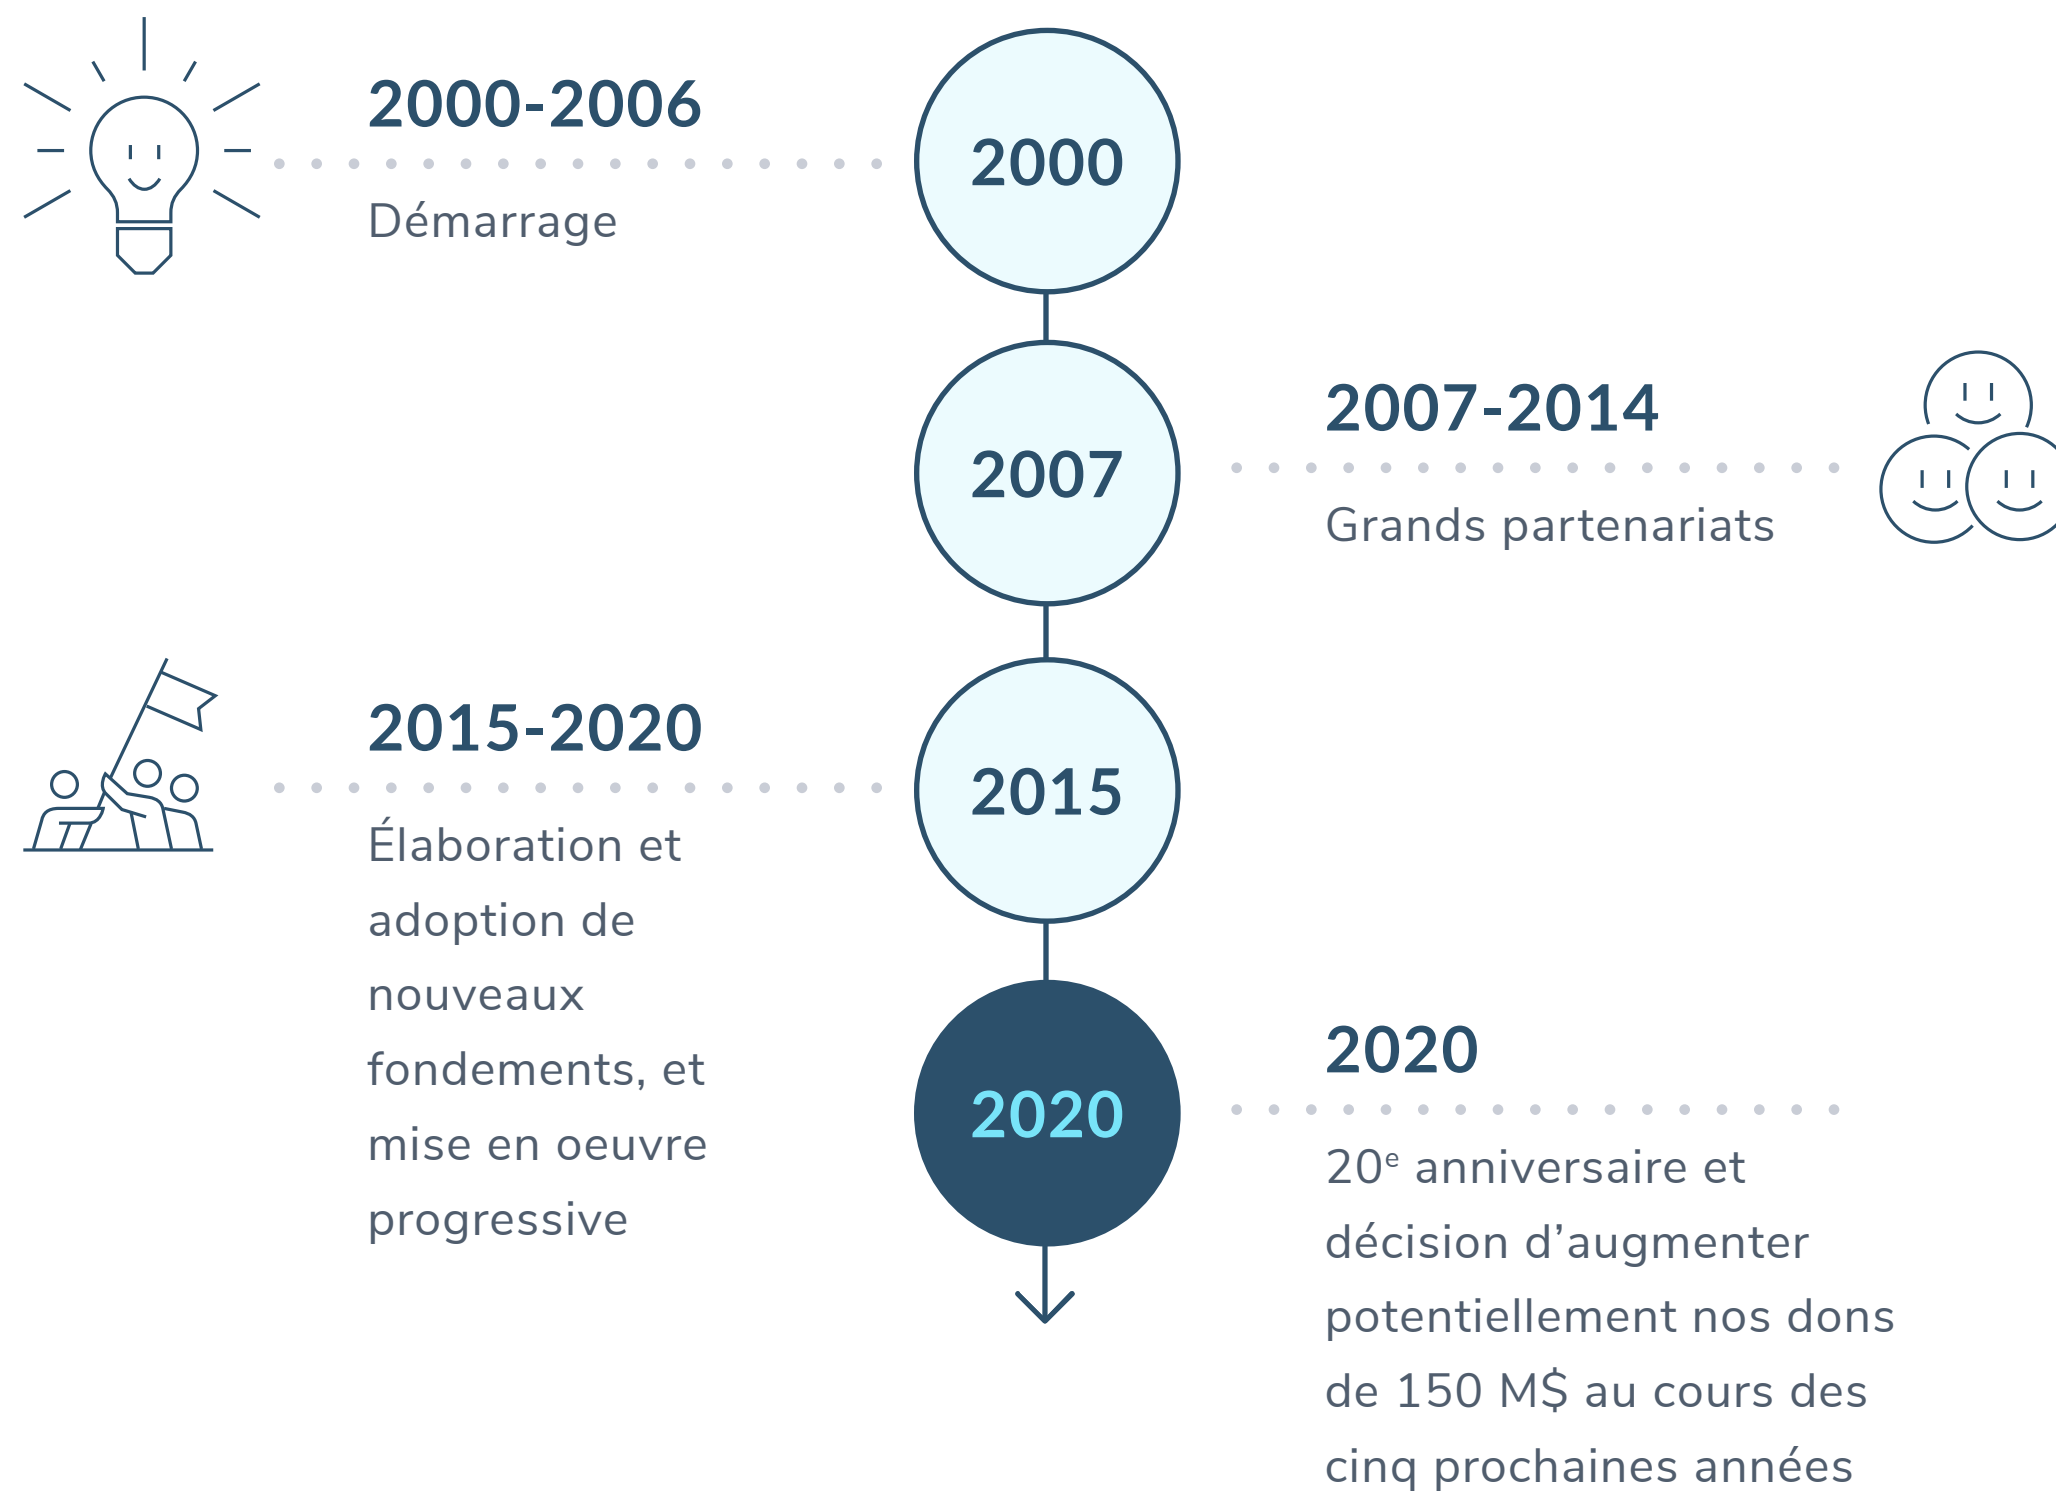 2000-2006
Démarrage
2000
2007
2007-2014
Grands partenariats
2015-2020
Élaboration et
adoption de
nouveaux
fondements, et
mise en oeuvre
progressive
2015
2020
2020
20e anniversaire et
décision d’augmenter
potentiellement nos dons
de 150 M$ au cours des
cinq prochaines années